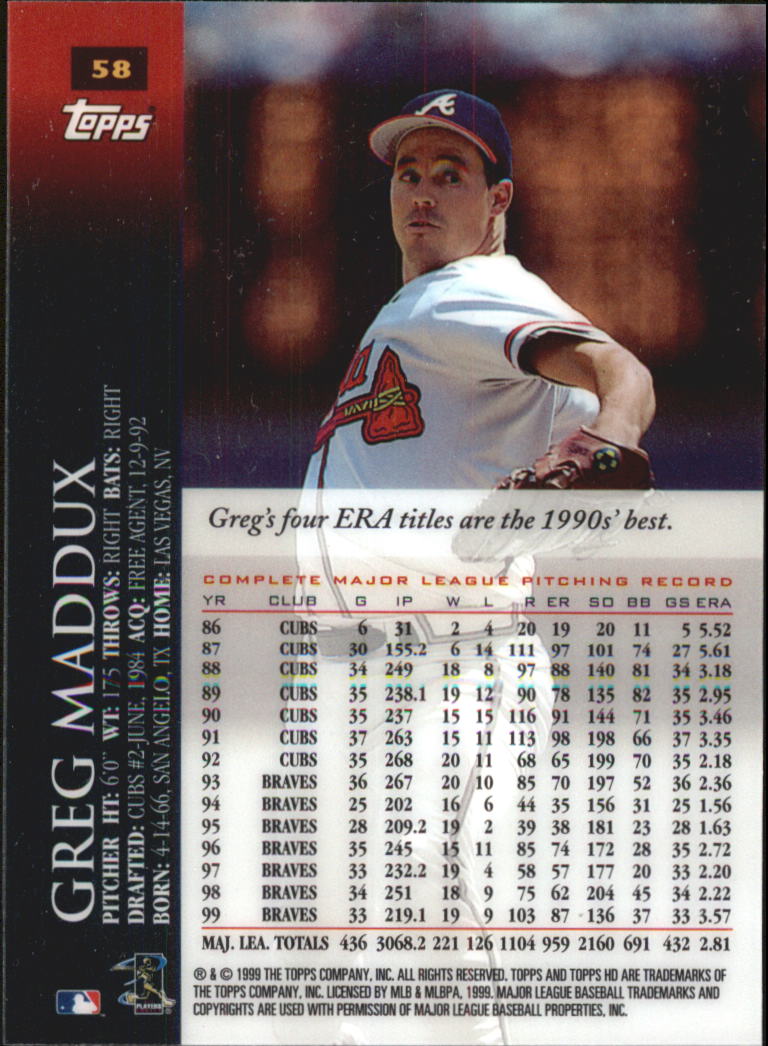 58
TOPPS
GREG MADDUX
PITCHER HT: 6'0" WT: 175 THROWS: RIGHT BATS: RIGHT
DRAFTED: CUBS #2-JUNE, 1984 ACQ: FREE AGENT, 12-9-92
BORN: 4-14-66, SAN ANGELO, TX HOME: LAS VEGAS, NV
Greg's four ERA titles are the 1990s' best.
COMPLETE MAJOR LEAGUE PITCHING RECORD
YR CLUB G IP W L R ER SO BB GS ERA
86 CUBS 6 31 2 4 20 19 20 11 5 5.52
87 CUBS 30 155.2 6 14 111 97 101 74 27 5.61
88 CUBS 34 249 18 8 97 88 140 81 34 3.18
89 CUBS 35 238.1 19 12 90 78 135 82 35 2.95
90 CUBS 35 237 15 15 116 91 144 71 35 3.46
91 CUBS 37 263 15 11 113 98 198 66 37 3.35
92 CUBS 35 268 20 11 68 65 199 70 35 2.18
93 BRAVES 36 267 20 10 85 70 197 52 36 2.36
94 BRAVES 25 202 16 6 44 35 156 31 25 1.56
95 BRAVES 28 209.2 19 2 39 38 181 23 28 1.63
96 BRAVES 35 245 15 11 85 74 172 28 35 2.72
97 BRAVES 33 232.2 19 4 58 57 177 20 33 2.20
98 BRAVES 34 251 18 9 75 62 204 45 34 2.22
99 BRAVES 33 219.1 19 9 103 87 136 37 33 3.57
MAJ. LEA. TOTALS 436 3068.2 221 126 1104 959 2160 691 432 2.81
® & © 1999 THE TOPPS COMPANY, INC. ALL RIGHTS RESERVED. TOPPS AND TOPPS HD ARE TRADEMARKS OF
THE TOPPS COMPANY, INC. LICENSED BY MLB & MLBPA, 1999. MAJOR LEAGUE BASEBALL TRADEMARKS AND
COPYRIGHTS ARE USED WITH PERMISSION OF MAJOR LEAGUE BASEBALL PROPERTIES, INC.
A
PLAYERS